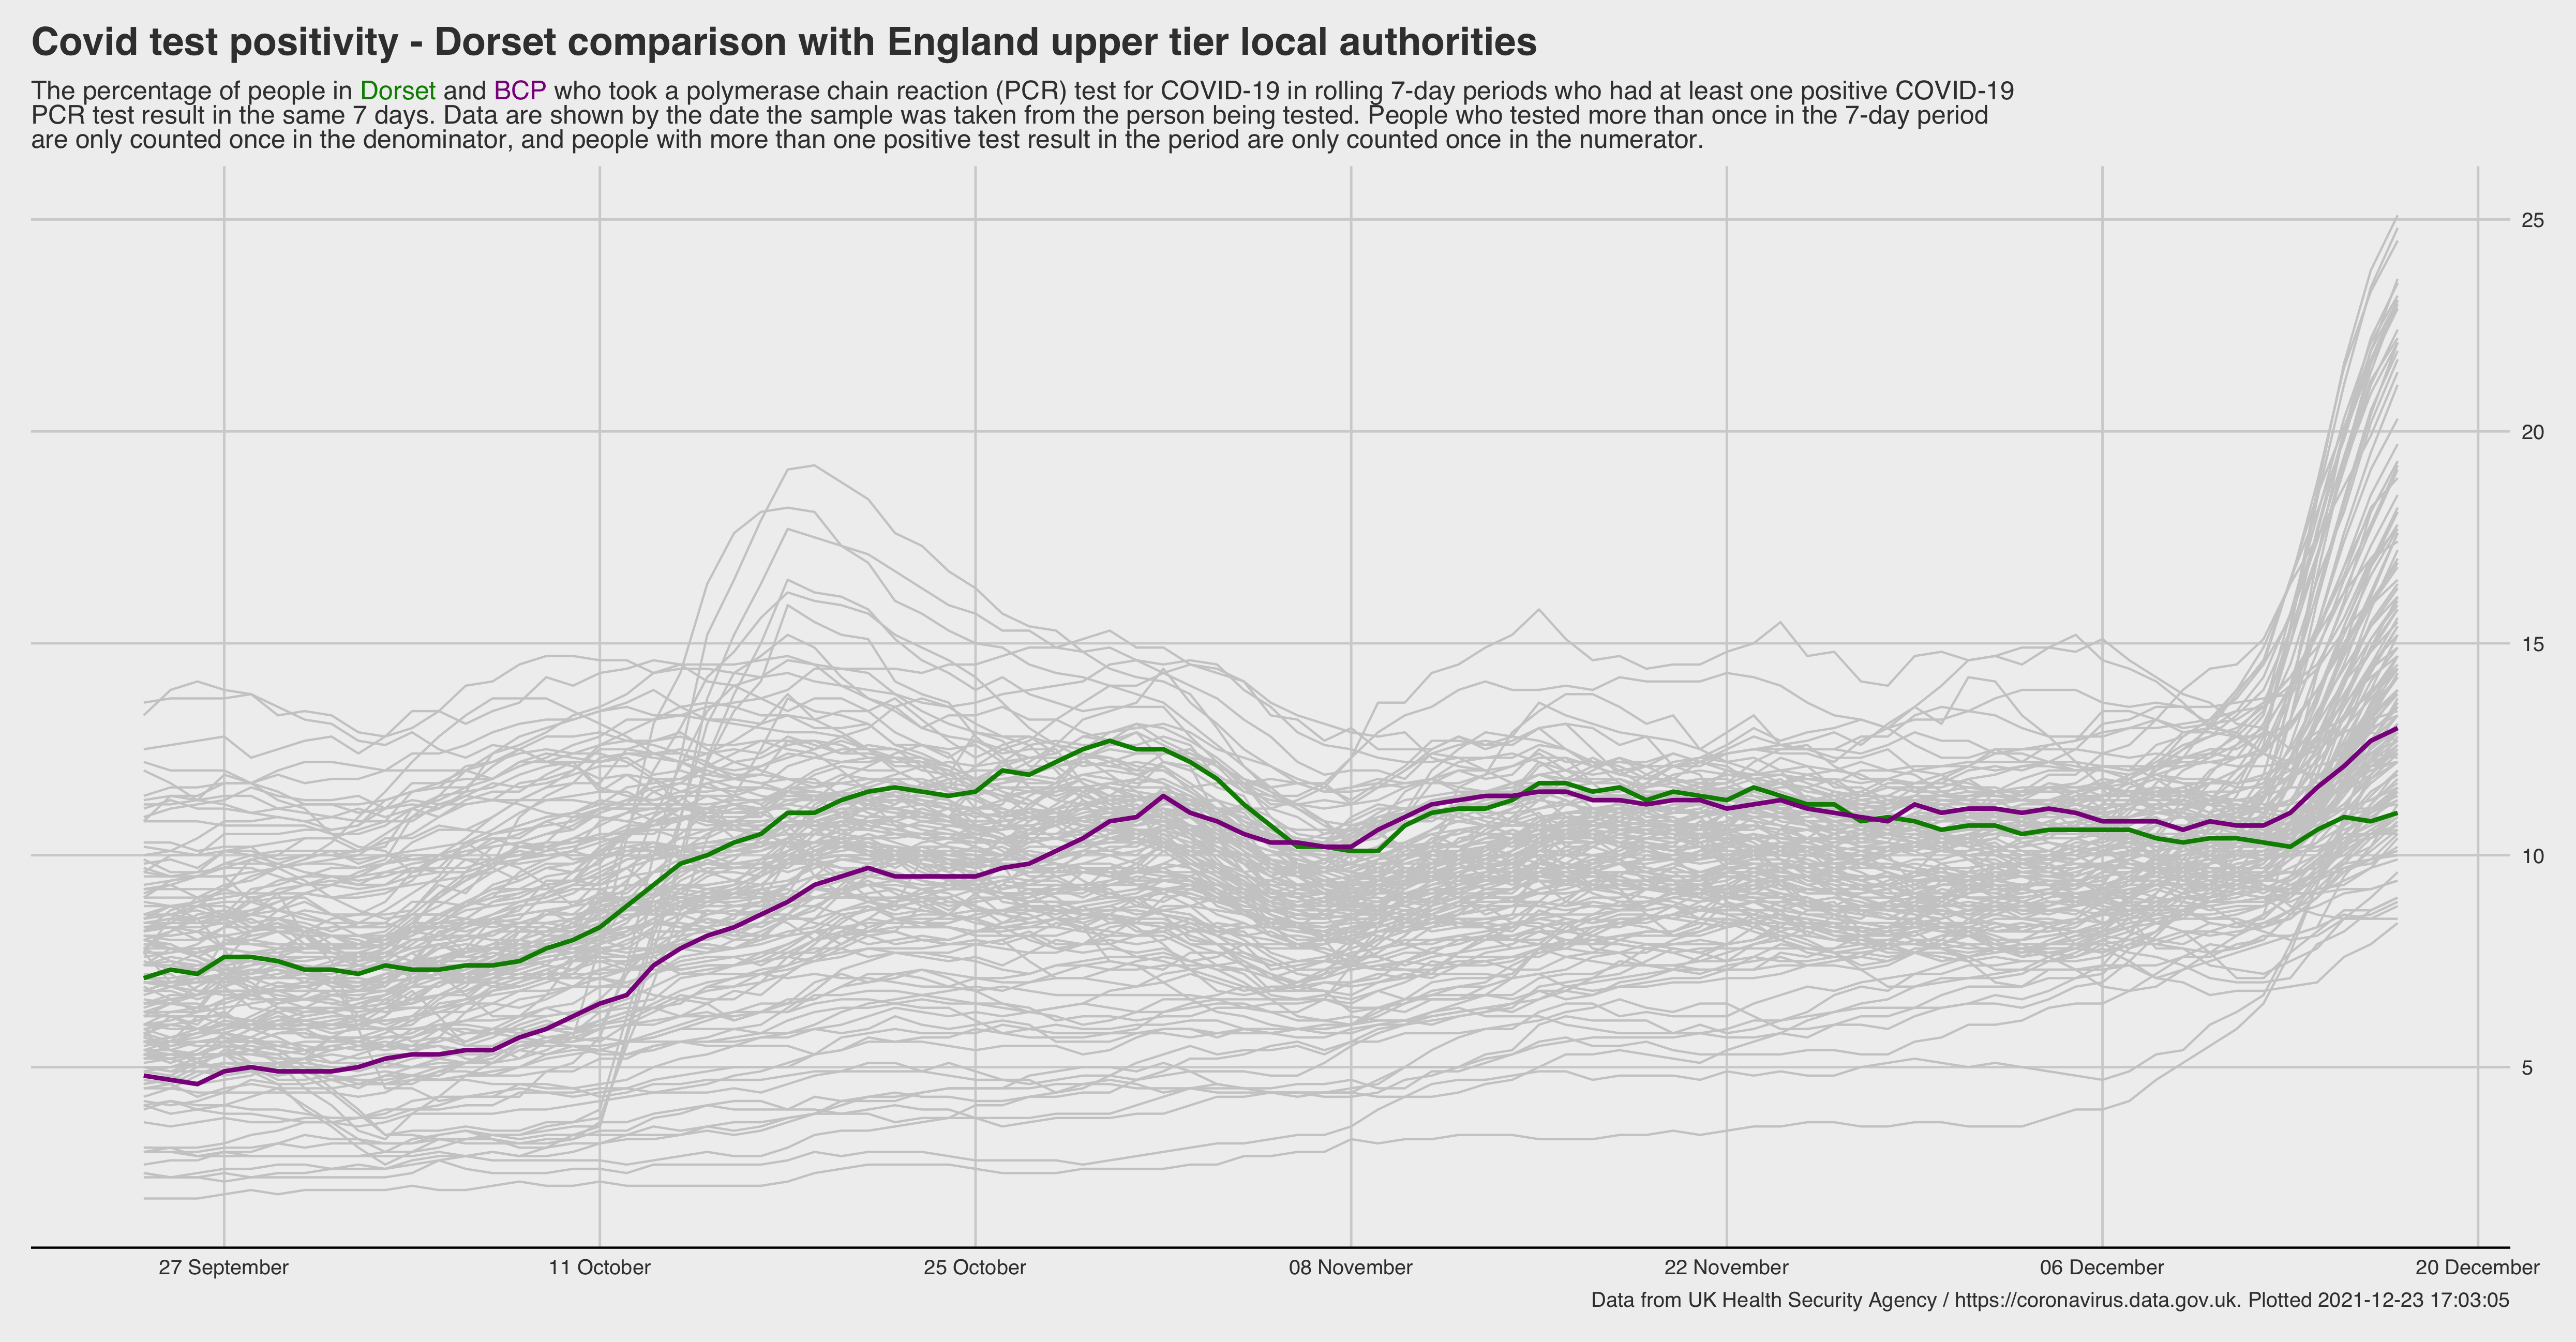 Covid test positivity - Dorset comparison with England upper tier local authorities
The percentage of people in Dorset and BCP who took a polymerase chain reaction (PCR) test for COVID-19 in rolling 7-day periods who had at least one positive COVID-19
PCR test result in the same 7 days. Data are shown by the date the sample was taken from the person being tested. People who tested more than once in the 7-day period
are only counted once in the denominator, and people with more than one positive test result in the period are only counted once in the numerator.
25
20
15
10
5
27 September
11 October
25 October
08 November
22 November
06 December
20 December
Data from UK Health Security Agency / https://coronavirus.data.gov.uk. Plotted 2021-12-23 17:03:05